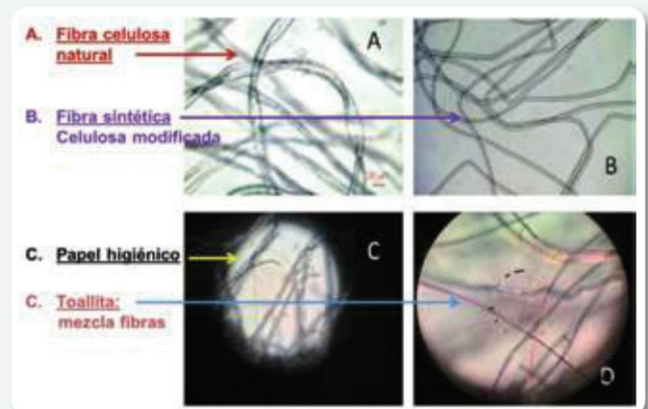 A. Fibra celulosa
natural
B. Fibra sintética
Celulosa modificada
C. Papel higiénico
C. Toallita:
mezcla fibras
A
B
C
D